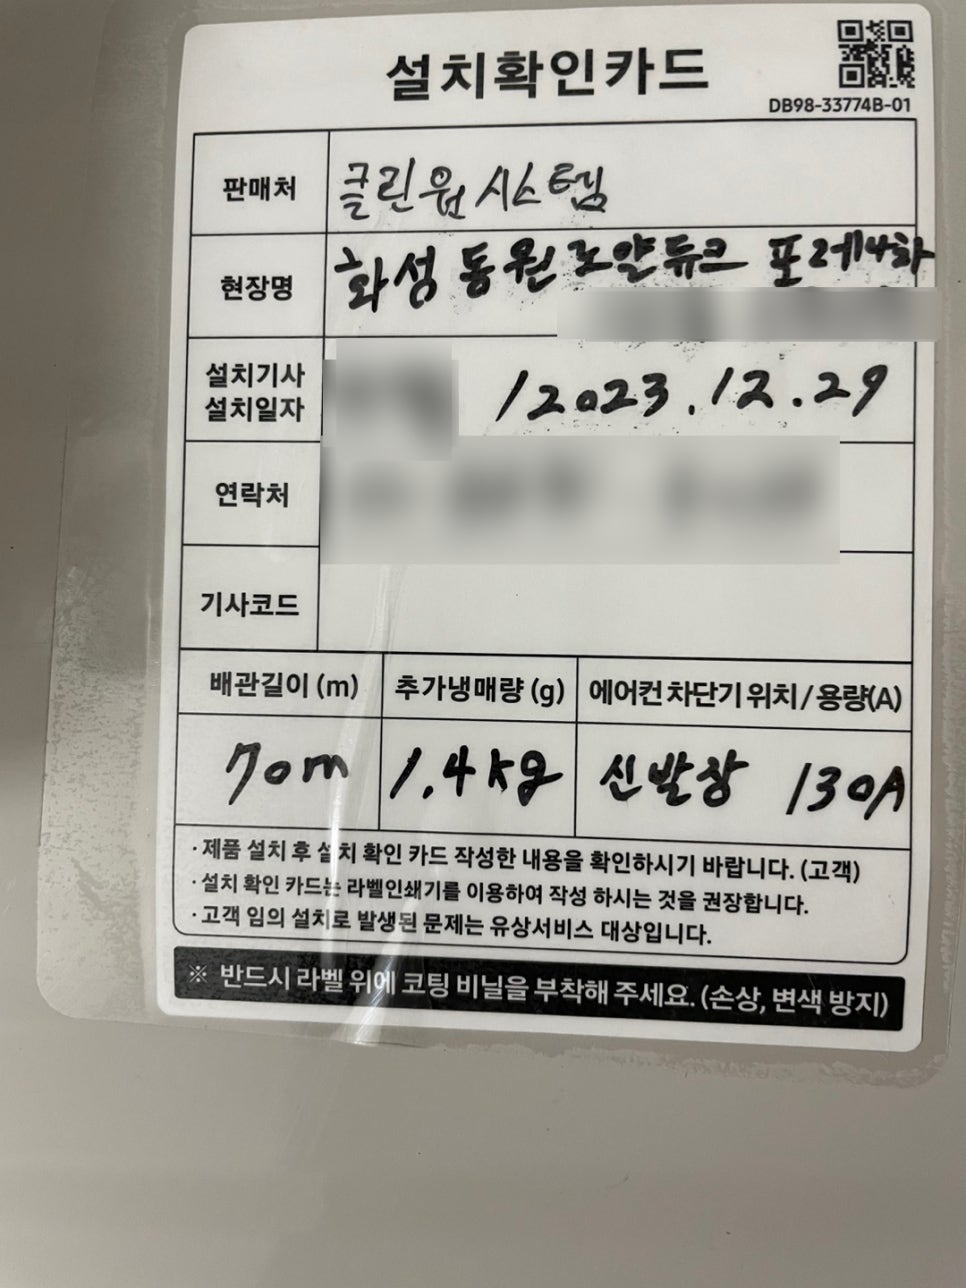 설치확인카드
DB98-33774B-01
판매처
클린원시스템
현장명
화성 동원로얄듀크 포레4차
설치기사
설치일자
/2023.12.29
연락처
기사코드
배관길이 (m)
추가냉매량 (g)
에어컨 차단기 위치 / 용량(A)
70m
1.4kg
신발장 /30A
· 제품 설치 후 설치 확인 카드 작성한 내용을 확인하시기 바랍니다. (고객)
· 설치 확인 카드는 라벨인쇄기를 이용하여 작성 하시는 것을 권장합니다.
· 고객 임의 설치로 발생된 문제는 유상서비스 대상입니다.
※ 반드시 라벨 위에 코팅 비닐을 부착해 주세요. (손상, 변색 방지)